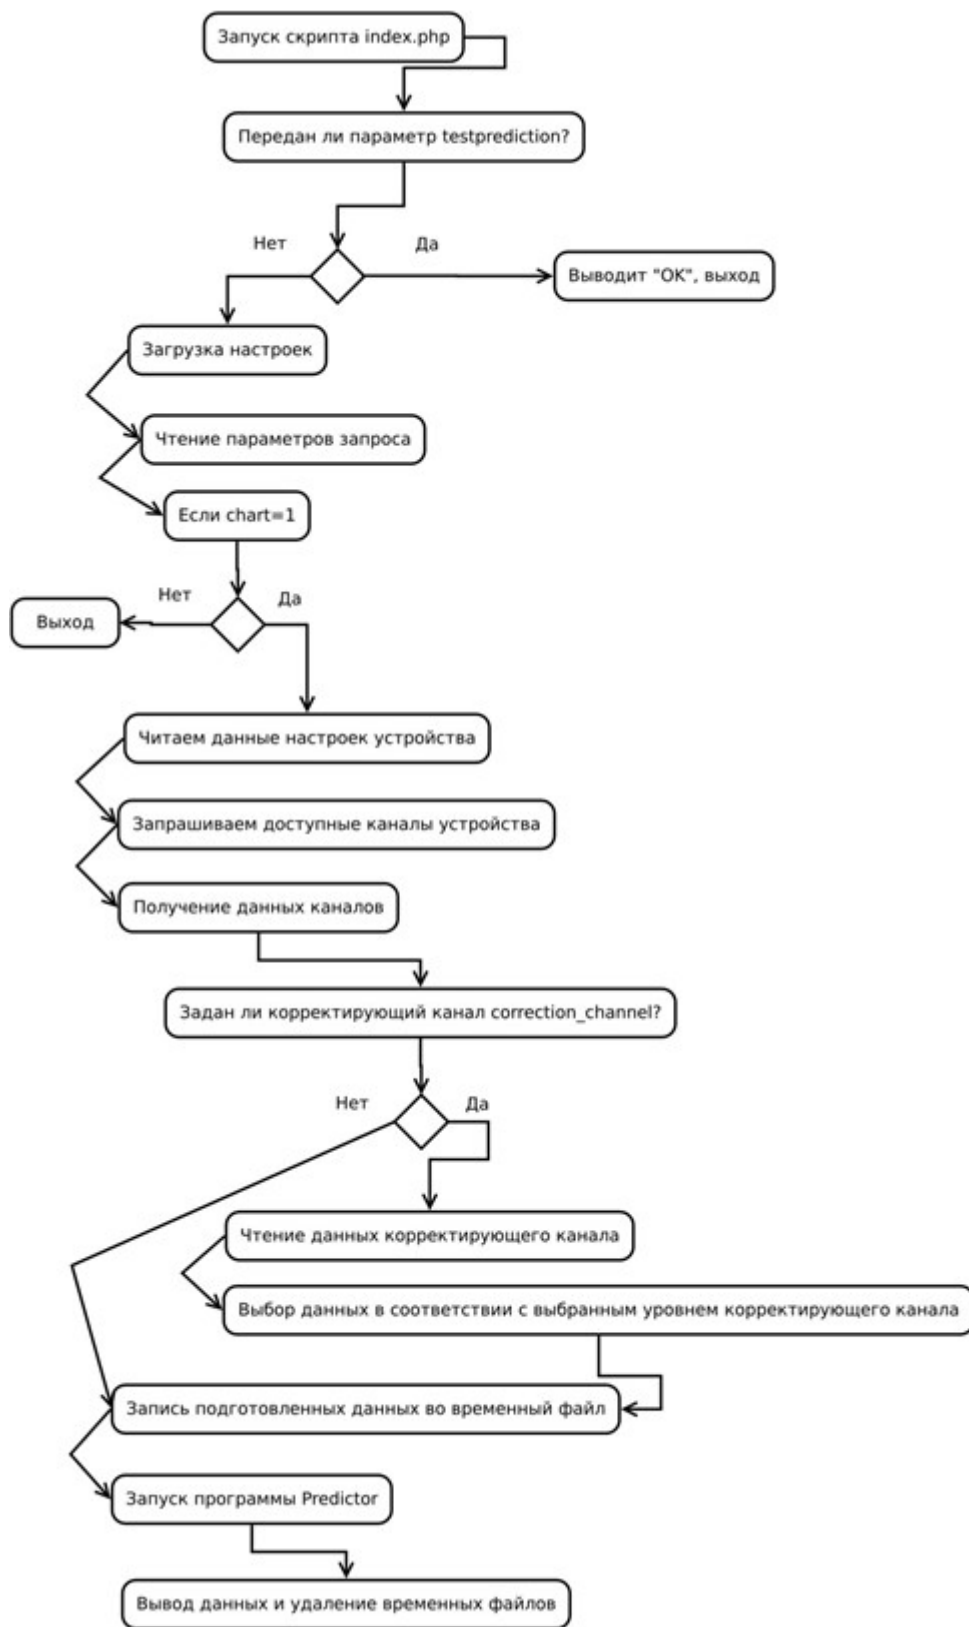 Запуск скрипта index.php
Передан ли параметр testprediction?
Нет
Да
Выводит "ОК", выход
Загрузка настроек
Чтение параметров запроса
Если chart=1
Нет
Да
Выход
Читаем данные настроек устройства
Запрашиваем доступные каналы устройства
Получение данных каналов
Задан ли корректирующий канал correction_channel?
Нет
Да
Чтение данных корректирующего канала
Выбор данных в соответствии с выбранным уровнем корректирующего канала
Запись подготовленных данных во временный файл
Запуск программы Predictor
Вывод данных и удаление временных файлов